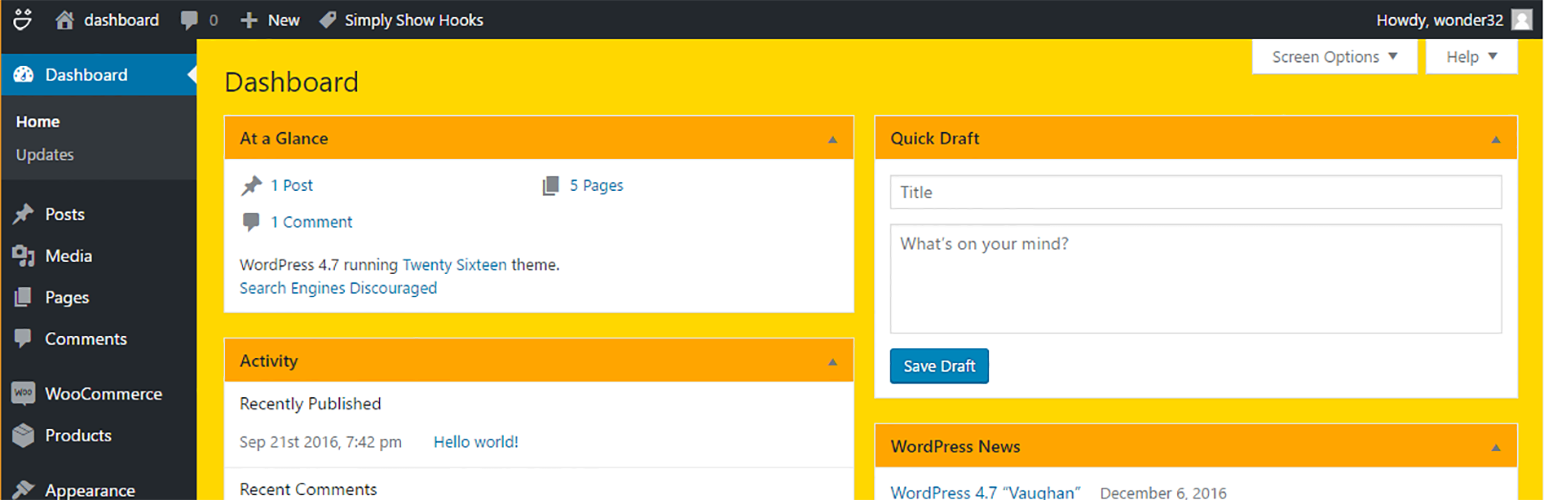 dashboard 0 New Simply Show Hooks Howdy, wonder32
Screen Options Help
Dashboard
Home
Updates
Posts
Media
Pages
Comments
WOO WooCommerce
Products
Appearance
Dashboard
At a Glance
1 Post 5 Pages
1 Comment
WordPress 4.7 running Twenty Sixteen theme.
Search Engines Discouraged
Activity
Recently Published
Sep 21st 2016, 7:42 pm Hello world!
Recent Comments
Quick Draft
Title
What's on your mind?
Save Draft
WordPress News
WordPress 4.7 “Vaughan” December 6, 2016